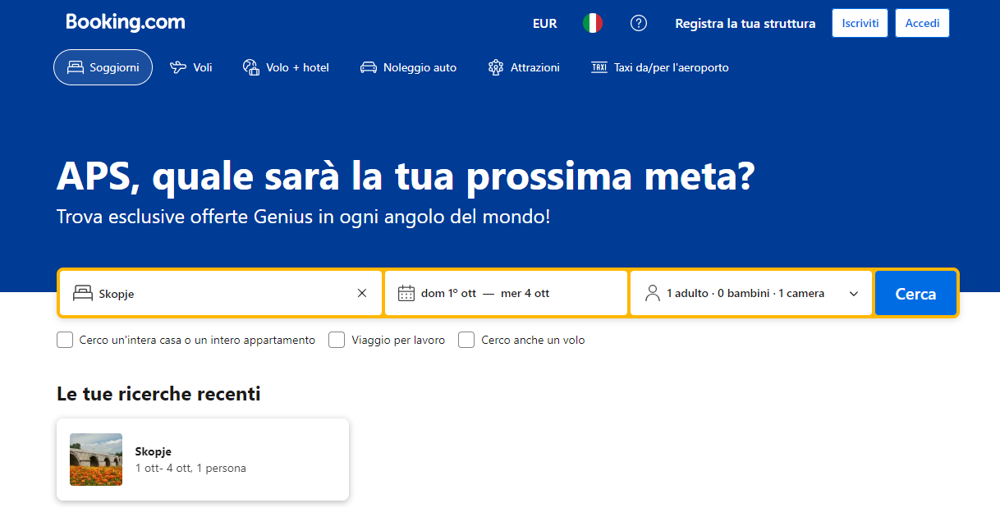 Booking.com
EUR
Registra la tua struttura
Iscriviti
Accedi
Soggiorni
Voli
Volo + hotel
Noleggio auto
Attrazioni
TAXI Taxi da/per l'aeroporto
APS, quale sarà la tua prossima meta?
Trova esclusive offerte Genius in ogni angolo del mondo!
Skopje
dom 1° ott — mer 4 ott
1 adulto · 0 bambini · 1 camera
Cerca
Cerco un'intera casa o un intero appartamento
Viaggio per lavoro
Cerco anche un volo
Le tue ricerche recenti
Skopje
1 ott- 4 ott, 1 persona